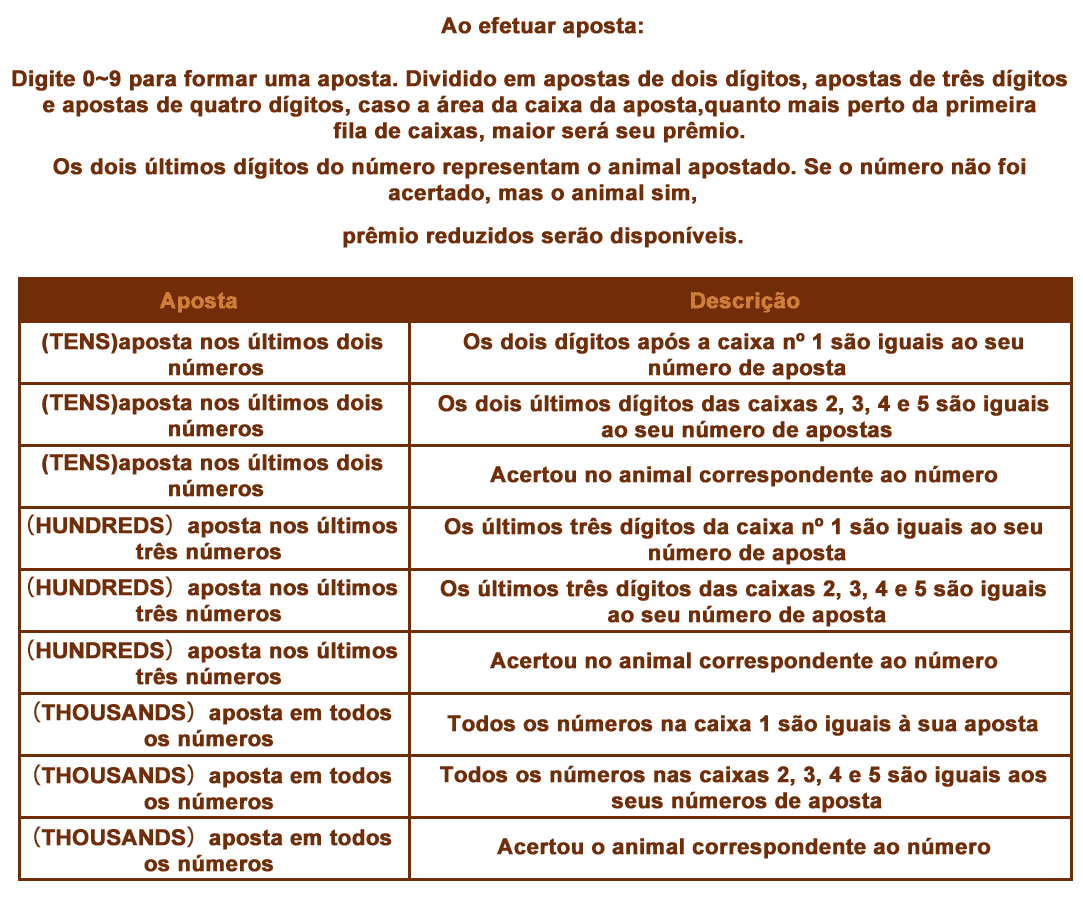 Ao efetuar aposta:
Digite 0~9 para formar uma aposta. Dividido em apostas de dois dígitos, apostas de três dígitos
e apostas de quatro dígitos, caso a área da caixa da aposta,quanto mais perto da primeira
fila de caixas, maior será seu prêmio.
Os dois últimos dígitos do número representam o animal apostado. Se o número não foi
acertado, mas o animal sim,
prêmio reduzidos serão disponíveis.
Aposta Descrição
(TENS)aposta nos últimos dois
números
Os dois dígitos após a caixa nº 1 são iguais ao seu
número de aposta
(TENS)aposta nos últimos dois
números
Os dois últimos dígitos das caixas 2, 3, 4 e 5 são iguais
ao seu número de apostas
(TENS)aposta nos últimos dois
números
Acertou no animal correspondente ao número
（HUNDREDS）aposta nos últimos
três números
Os últimos três dígitos da caixa nº 1 são iguais ao seu
número de aposta
（HUNDREDS）aposta nos últimos
três números
Os últimos três dígitos das caixas 2, 3, 4 e 5 são iguais
ao seu número de aposta
（HUNDREDS）aposta nos últimos
três números
Acertou no animal correspondente ao número
（THOUSANDS）aposta em todos
os números
Todos os números na caixa 1 são iguais à sua aposta
（THOUSANDS）aposta em todos
os números
Todos os números nas caixas 2, 3, 4 e 5 são iguais aos
seus números de aposta
（THOUSANDS）aposta em todos
os números
Acertou o animal correspondente ao número